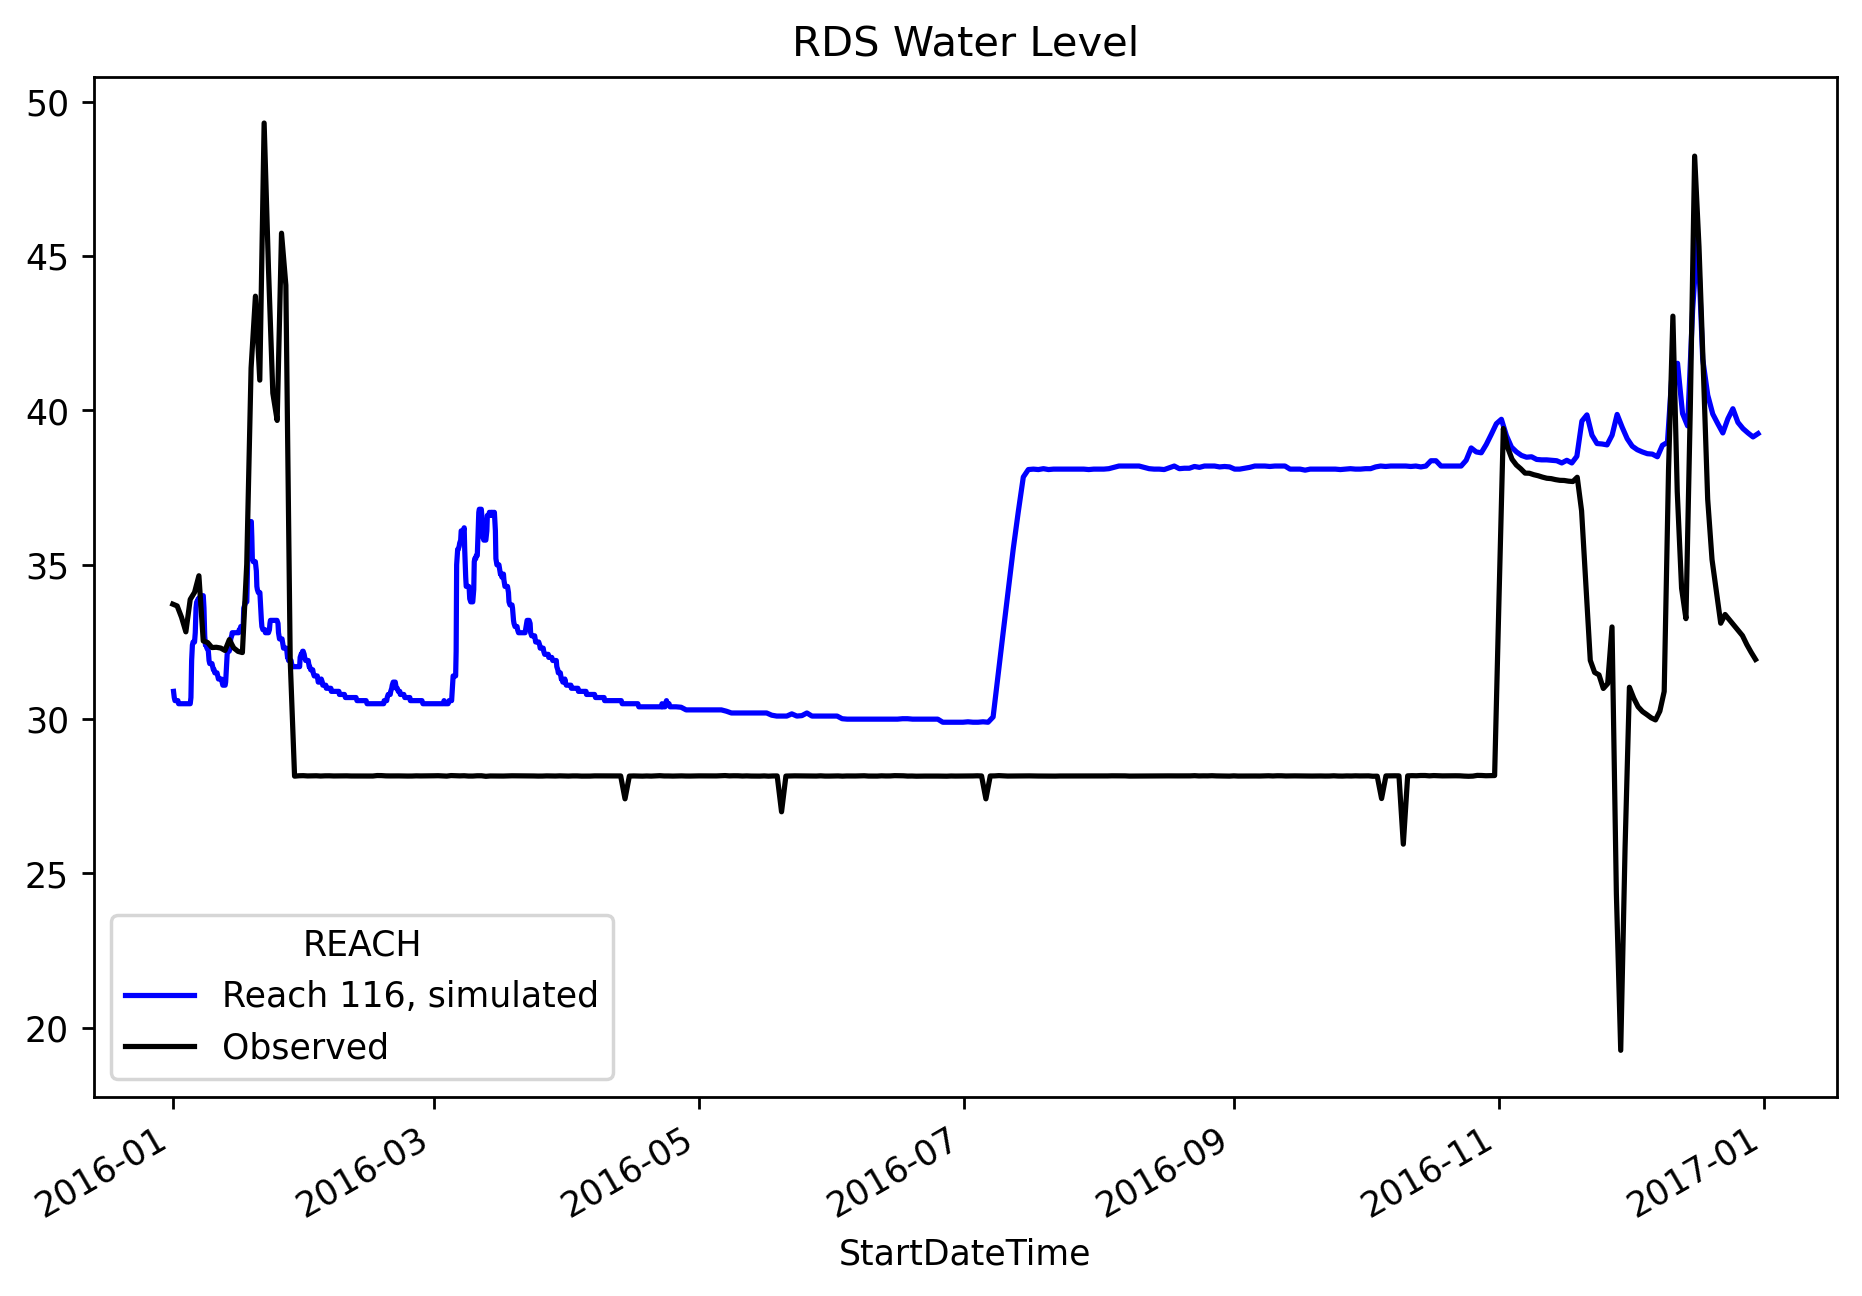 RDS Water Level
50
45
40
35
30
25
20
REACH
Reach 116, simulated
Observed
2016-01
2016-03
2016-05
2016-07
2016-09
2016-11
2017-01
StartDateTime